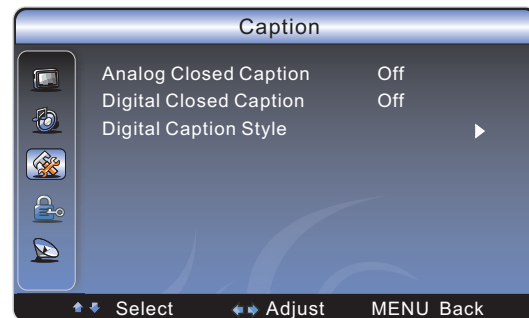 Caption
Analog Closed Caption Off
Digital Closed Caption Off
Digital Caption Style
Select Adjust MENU Back